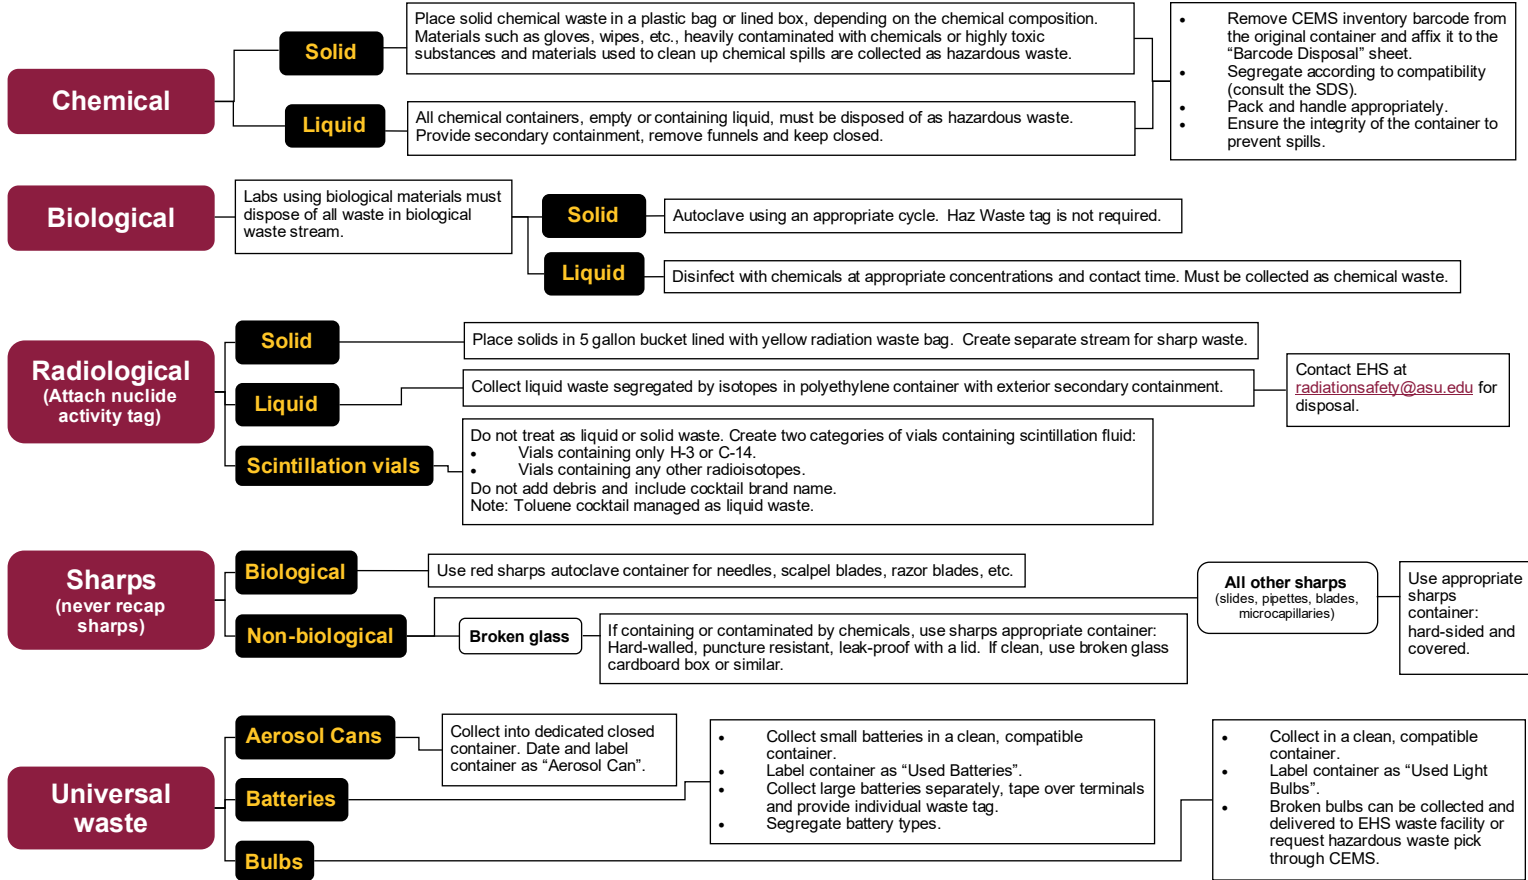 Chemical
Solid
Place solid chemical waste in a plastic bag or lined box, depending on the chemical composition.
Materials such as gloves, wipes, etc., heavily contaminated with chemicals or highly toxic
substances and materials used to clean up chemical spills are collected as hazardous waste.
Liquid
All chemical containers, empty or containing liquid, must be disposed of as hazardous waste.
Provide secondary containment, remove funnels and keep closed.
• Remove CEMS inventory barcode from
the original container and affix it to the
“Barcode Disposal” sheet.
• Segregate according to compatibility
(consult the SDS).
• Pack and handle appropriately.
• Ensure the integrity of the container to
prevent spills.
Biological
Labs using biological materials must
dispose of all waste in biological
waste stream.
Solid
Autoclave using an appropriate cycle. Haz Waste tag is not required.
Liquid
Disinfect with chemicals at appropriate concentrations and contact time. Must be collected as chemical waste.
Radiological
(Attach nuclide
activity tag)
Solid
Place solids in 5 gallon bucket lined with yellow radiation waste bag. Create separate stream for sharp waste.
Liquid
Collect liquid waste segregated by isotopes in polyethylene container with exterior secondary containment.
Contact EHS at
radiationsafety@asu.edu for
disposal.
Scintillation vials
Do not treat as liquid or solid waste. Create two categories of vials containing scintillation fluid:
• Vials containing only H-3 or C-14.
• Vials containing any other radioisotopes.
Do not add debris and include cocktail brand name.
Note: Toluene cocktail managed as liquid waste.
Sharps
(never recap
sharps)
Biological
Use red sharps autoclave container for needles, scalpel blades, razor blades, etc.
Non-biological
Broken glass
If containing or contaminated by chemicals, use sharps appropriate container:
Hard-walled, puncture resistant, leak-proof with a lid. If clean, use broken glass
cardboard box or similar.
All other sharps
(slides, pipettes, blades,
microcapillaries)
Use appropriate
sharps
container:
hard-sided and
covered.
Universal
waste
Aerosol Cans
Collect into dedicated closed
container. Date and label
container as “Aerosol Can”.
Batteries
• Collect small batteries in a clean, compatible
container.
• Label container as “Used Batteries”.
• Collect large batteries separately, tape over terminals
and provide individual waste tag.
• Segregate battery types.
Bulbs
• Collect in a clean, compatible
container.
• Label container as “Used Light
Bulbs”.
• Broken bulbs can be collected and
delivered to EHS waste facility or
request hazardous waste pick
through CEMS.